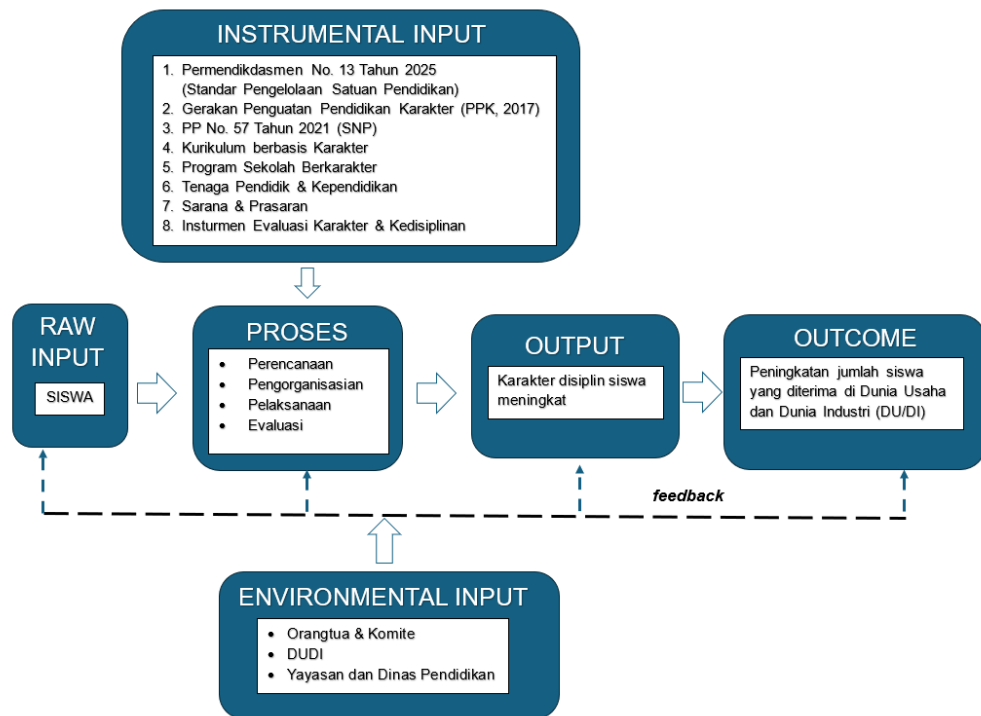 INSTRUMENTAL INPUT
1. Permendikdasmen No. 13 Tahun 2025
(Standar Pengelolaan Satuan Pendidikan)
2. Gerakan Penguatan Pendidikan Karakter (PPK, 2017)
3. PP No. 57 Tahun 2021 (SNP)
4. Kurikulum berbasis Karakter
5. Program Sekolah Berkarakter
6. Tenaga Pendidik & Kependidikan
7. Sarana & Prasaran
8. Insturmen Evaluasi Karakter & Kedisiplinan
RAW
INPUT
SISWA
PROSES
• Perencanaan
• Pengorganisasian
• Pelaksanaan
• Evaluasi
OUTPUT
Karakter disiplin siswa
meningkat
OUTCOME
Peningkatan jumlah siswa
yang diterima di Dunia Usaha
dan Dunia Industri (DU/DI)
feedback
ENVIRONMENTAL INPUT
• Orangtua & Komite
• DUDI
• Yayasan dan Dinas Pendidikan